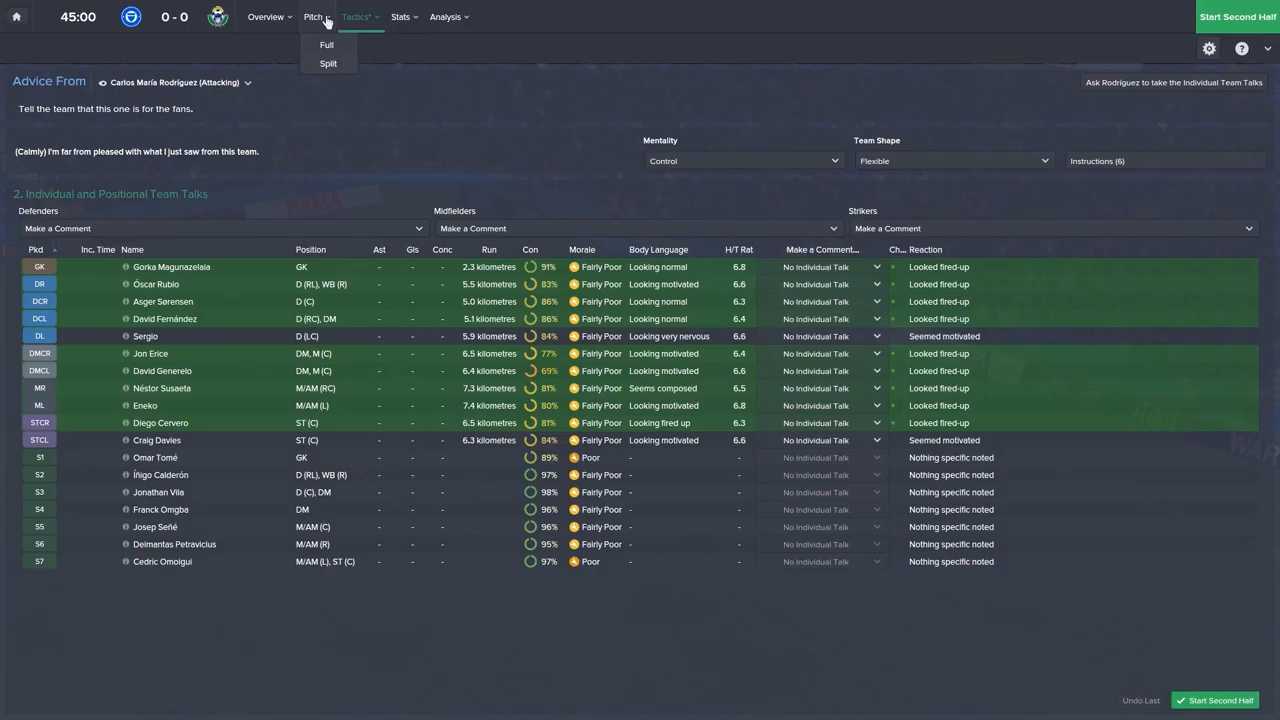 45:00 0 - 0 Overview Pitch Tactics* Stats Analysis Start Second Half
Full
Split
Advice From Carlos María Rodríguez (Attacking) Ask Rodríguez to take the Individual Team Talks
Tell the team that this one is for the fans.
Mentality Team Shape
(Calmly) I'm far from pleased with what I just saw from this team. Control Flexible Instructions (6)
2. Individual and Positional Team Talks
Defenders Midfielders Strikers
Make a Comment Make a Comment Make a Comment
Pkd Inc. Time Name Position Ast Gls Conc Run Con Morale Body Language H/T Rat Make a Comment... Ch... Reaction
GK Gorka Magunazelaia GK - - - 2.3 kilometres 91% Fairly Poor Looking normal 6.8 No Individual Talk Looked fired-up
DR Óscar Rubio D (RL), WB (R) - - - 5.5 kilometres 83% Fairly Poor Looking motivated 6.6 No Individual Talk Looked fired-up
DCR Asger Sørensen D (C) - - - 5.0 kilometres 86% Fairly Poor Looking normal 6.3 No Individual Talk Looked fired-up
DCL David Fernández D (RC), DM - - - 5.1 kilometres 86% Fairly Poor Looking normal 6.4 No Individual Talk Looked fired-up
DL Sergio D (LC) - - - 5.9 kilometres 84% Fairly Poor Looking very nervous 6.6 No Individual Talk Seemed motivated
DMCR Jon Erice DM, M (C) - - - 6.5 kilometres 77% Fairly Poor Looking motivated 6.4 No Individual Talk Looked fired-up
DMCL David Generelo DM, M (C) - - - 6.4 kilometres 69% Fairly Poor Looking motivated 6.6 No Individual Talk Looked fired-up
MR Néstor Susaeta M/AM (RC) - - - 7.3 kilometres 81% Fairly Poor Seems composed 6.5 No Individual Talk Looked fired-up
ML Eneko M/AM (L) - - - 7.4 kilometres 80% Fairly Poor Looking motivated 6.8 No Individual Talk Looked fired-up
STCR Diego Cervero ST (C) - - - 6.5 kilometres 81% Fairly Poor Looking fired up 6.3 No Individual Talk Looked fired-up
STCL Craig Davies ST (C) - - - 6.3 kilometres 84% Fairly Poor Looking motivated 6.6 No Individual Talk Seemed motivated
S1 Omar Tomé GK - - - 89% Poor - - No Individual Talk Nothing specific noted
S2 Íñigo Calderón D (RL), WB (R) - - - 97% Fairly Poor - - No Individual Talk Nothing specific noted
S3 Jonathan Vila D (C), DM - - - 98% Fairly Poor - - No Individual Talk Nothing specific noted
S4 Franck Omgba DM - - - 96% Fairly Poor - - No Individual Talk Nothing specific noted
S5 Josep Señé M/AM (C) - - - 96% Fairly Poor - - No Individual Talk Nothing specific noted
S6 Deimantas Petravicius M/AM (R) - - - 95% Fairly Poor - - No Individual Talk Nothing specific noted
S7 Cedric Omoigui M/AM (L), ST (C) - - - 97% Poor - - No Individual Talk Nothing specific noted
Undo Last Start Second Half